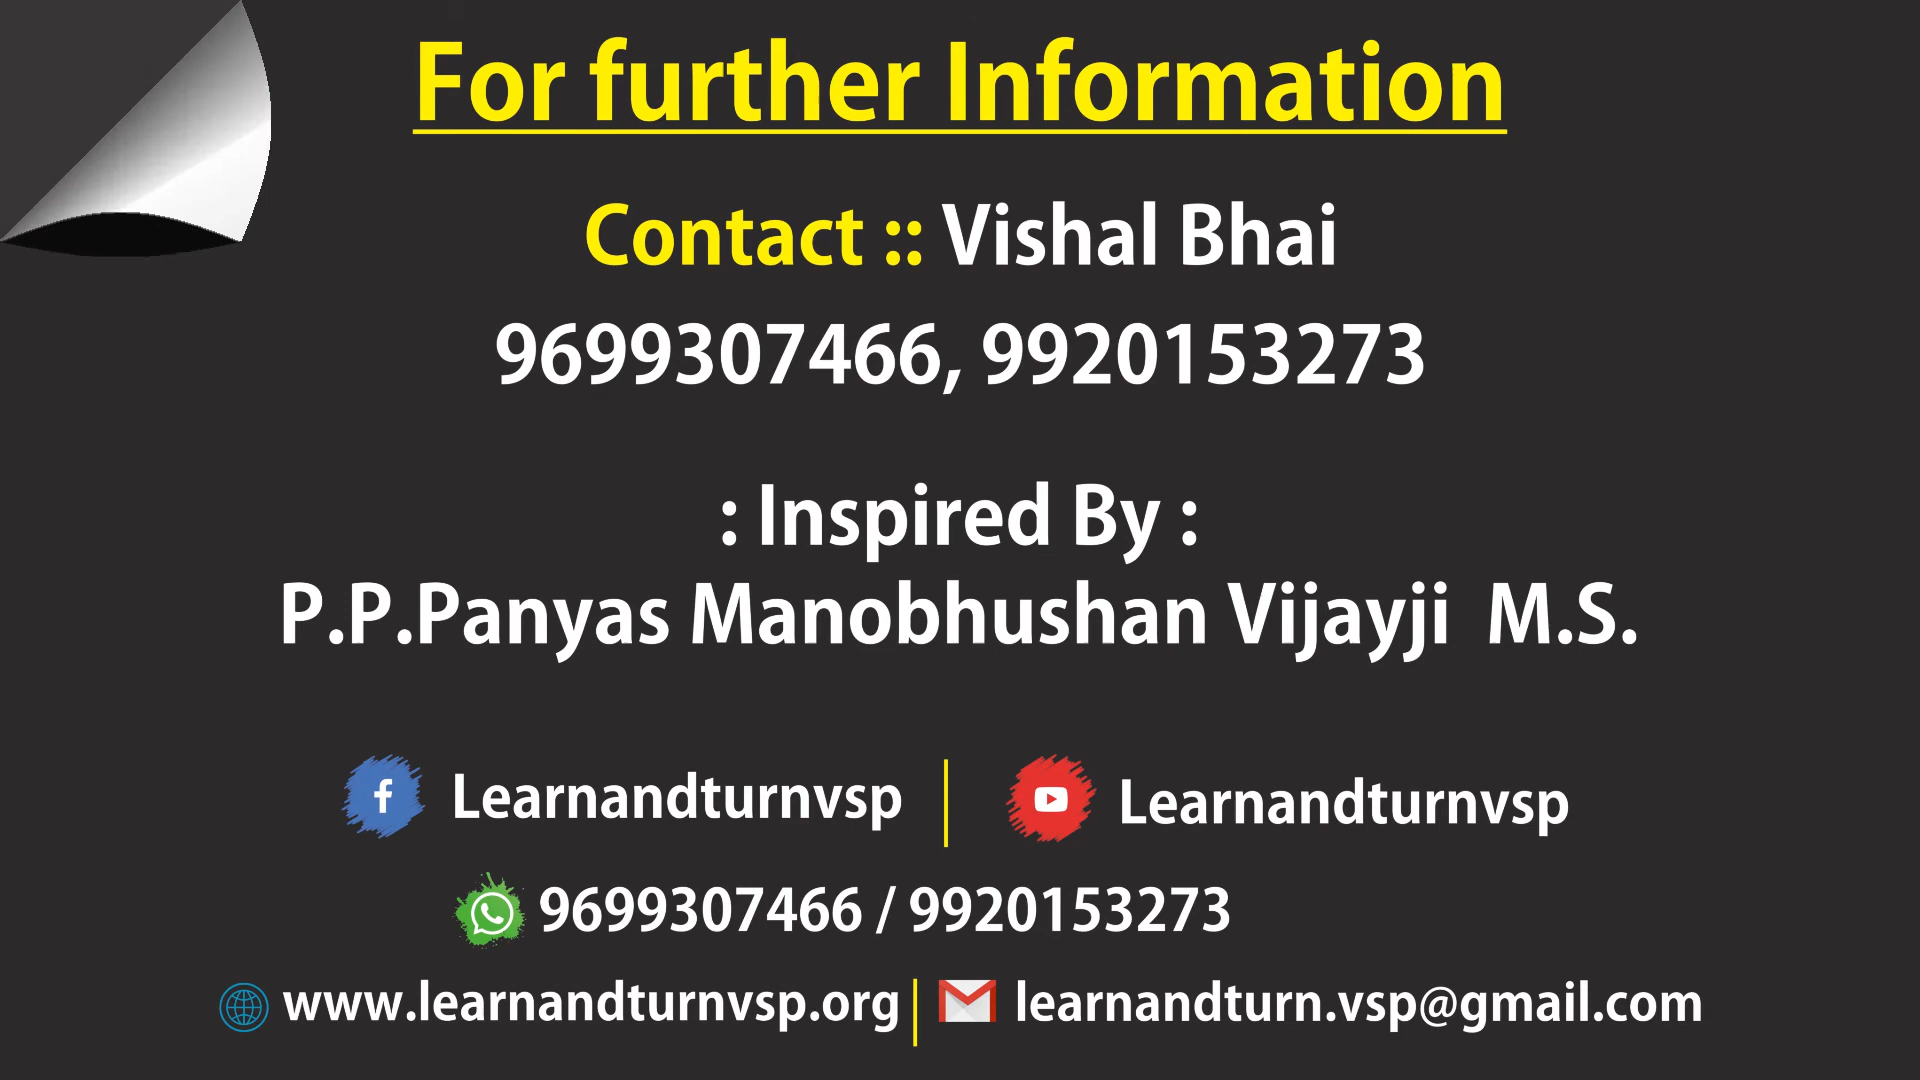 For further Information
Contact :: Vishal Bhai
9699307466, 9920153273
: Inspired By :
P.P.Panyas Manobhushan Vijayji M.S.
Learnandturnvsp
Learnandturnvsp
9699307466 / 9920153273
www.learnandturnvsp.org
learnandturn.vsp@gmail.com